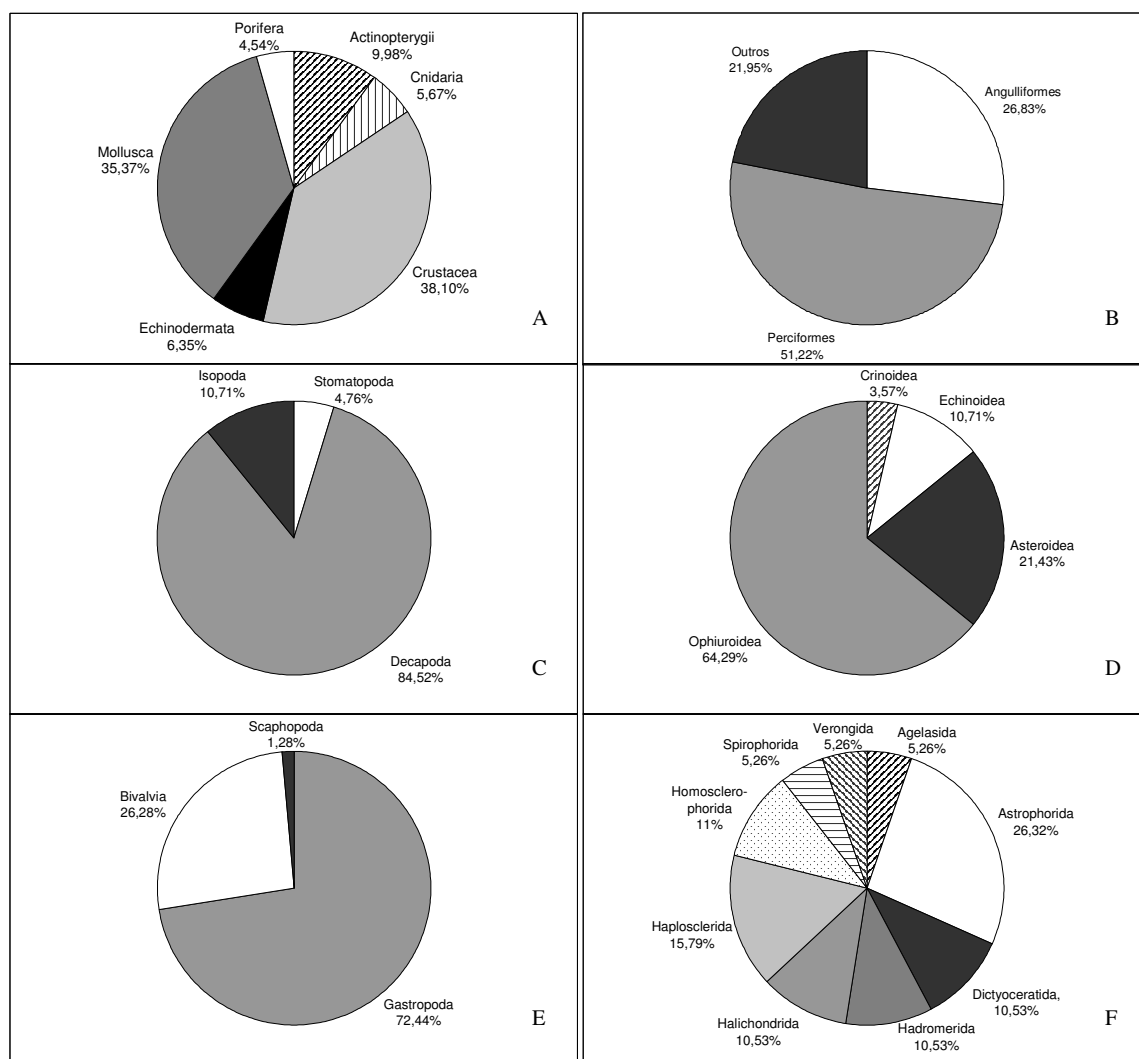 Porifera
4,54%
Actinopterygii
9,98%
Cnidaria
5,67%
Mollusca
35,37%
Crustacea
38,10%
Echinodermata
6,35%
A
Outros
21,95%
Angulliformes
26,83%
Perciformes
51,22%
B
Isopoda
10,71%
Stomatopoda
4,76%
Decapoda
84,52%
C
Crinoidea
3,57%
Echinoidea
10,71%
Asteroidea
21,43%
Ophiuroidea
64,29%
D
Scaphopoda
1,28%
Bivalvia
26,28%
Gastropoda
72,44%
E
Verongida
5,26%
Agelasida
5,26%
Spirophorida
5,26%
Homosclero-
phorida
11%
Astrophorida
26,32%
Haplosclerida
15,79%
Dictyoceratida,
10,53%
Halichondrida
10,53%
Hadromerida
10,53%
F